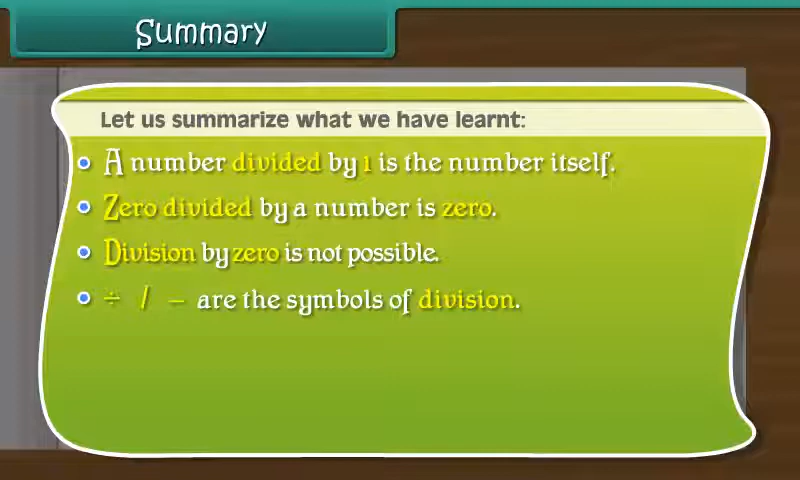 Summary
Let us summarize what we have learnt:
A number divided by 1 is the number itself.
Zero divided by a number is zero.
Division by zero is not possible.
÷ / – are the symbols of division.